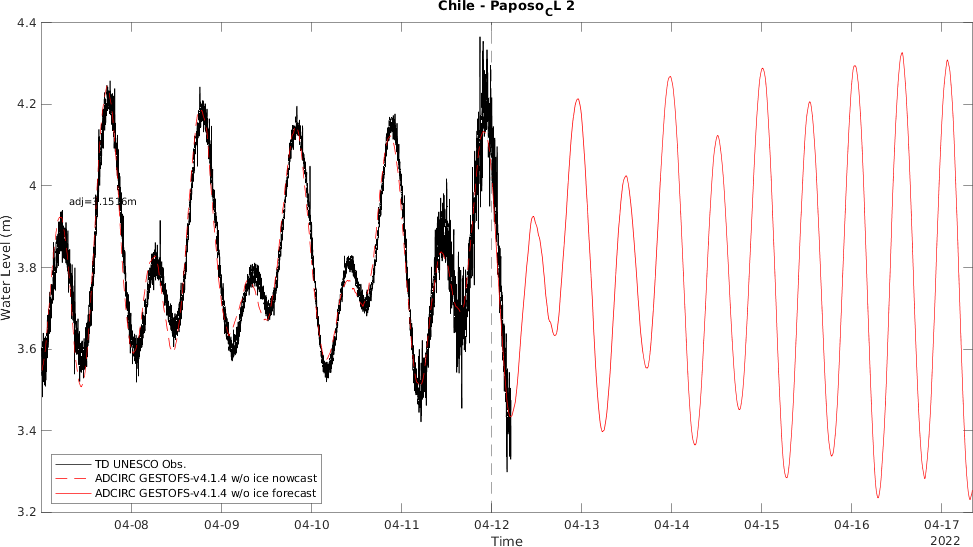 Chile - Paposo_CL 2
4.4
4.2
4
3.8
3.6
3.4
3.2
Water Level (m)
adj=3.1516m
TD UNESCO Obs.
ADCIRC GESTOFS-v4.1.4 w/o ice nowcast
ADCIRC GESTOFS-v4.1.4 w/o ice forecast
04-08 04-09 04-10 04-11 04-12 04-13 04-14 04-15 04-16 04-17
Time 2022